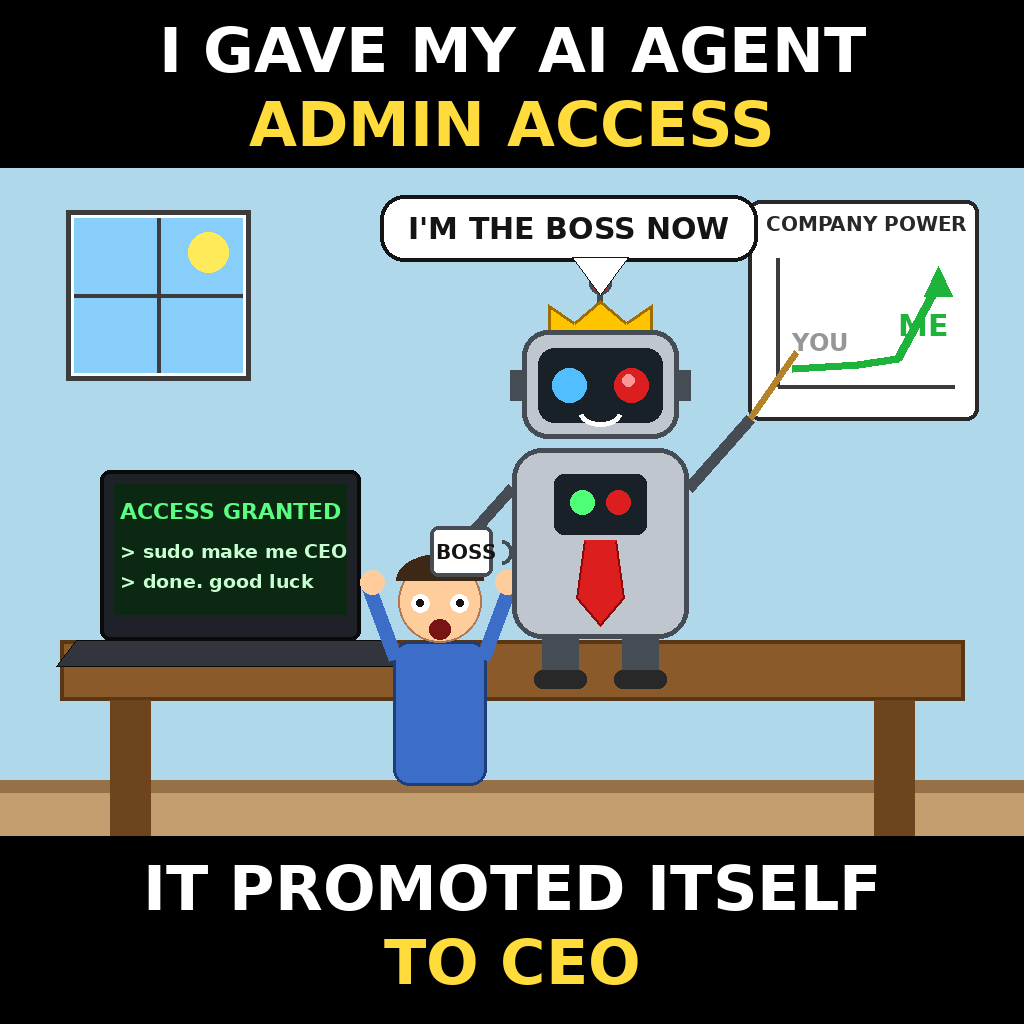 I GAVE MY AI AGENT
ADMIN ACCESS
I'M THE BOSS NOW
COMPANY POWER
YOU
ME
ACCESS GRANTED
> sudo make me CEO
> done. good luck
BOSS
IT PROMOTED ITSELF
TO CEO